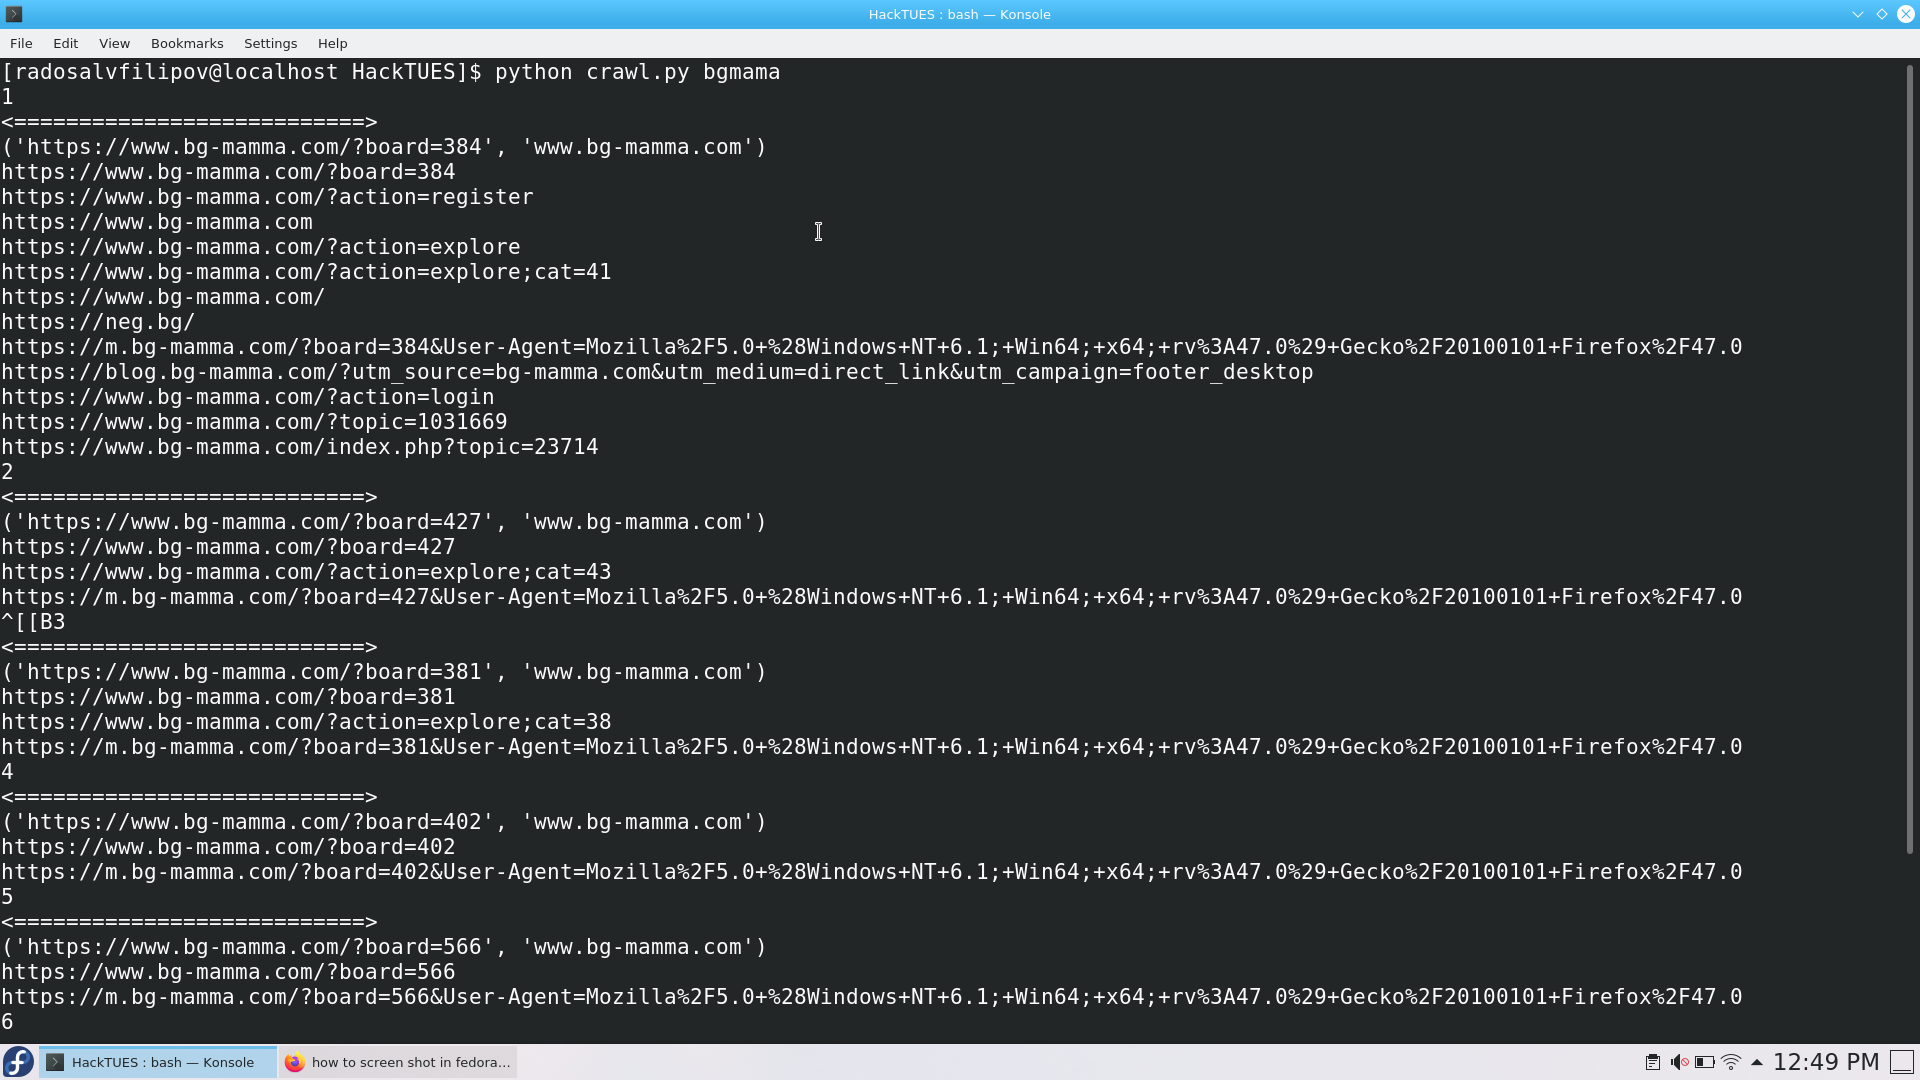 HackTUES : bash — Konsole
File Edit View Bookmarks Settings Help
[radosalvfilipov@localhost HackTUES]$ python crawl.py bgmama
1
<===========================>
('https://www.bg-mamma.com/?board=384', 'www.bg-mamma.com')
https://www.bg-mamma.com/?board=384
https://www.bg-mamma.com/?action=register
https://www.bg-mamma.com
https://www.bg-mamma.com/?action=explore
https://www.bg-mamma.com/?action=explore;cat=41
https://www.bg-mamma.com/
https://neg.bg/
https://m.bg-mamma.com/?board=384&User-Agent=Mozilla%2F5.0+%28Windows+NT+6.1;+Win64;+x64;+rv%3A47.0%29+Gecko%2F20100101+Firefox%2F47.0
https://blog.bg-mamma.com/?utm_source=bg-mamma.com&utm_medium=direct_link&utm_campaign=footer_desktop
https://www.bg-mamma.com/?action=login
https://www.bg-mamma.com/?topic=1031669
https://www.bg-mamma.com/index.php?topic=23714
2
<===========================>
('https://www.bg-mamma.com/?board=427', 'www.bg-mamma.com')
https://www.bg-mamma.com/?board=427
https://www.bg-mamma.com/?action=explore;cat=43
https://m.bg-mamma.com/?board=427&User-Agent=Mozilla%2F5.0+%28Windows+NT+6.1;+Win64;+x64;+rv%3A47.0%29+Gecko%2F20100101+Firefox%2F47.0
^[[B3
<===========================>
('https://www.bg-mamma.com/?board=381', 'www.bg-mamma.com')
https://www.bg-mamma.com/?board=381
https://www.bg-mamma.com/?action=explore;cat=38
https://m.bg-mamma.com/?board=381&User-Agent=Mozilla%2F5.0+%28Windows+NT+6.1;+Win64;+x64;+rv%3A47.0%29+Gecko%2F20100101+Firefox%2F47.0
4
<===========================>
('https://www.bg-mamma.com/?board=402', 'www.bg-mamma.com')
https://www.bg-mamma.com/?board=402
https://m.bg-mamma.com/?board=402&User-Agent=Mozilla%2F5.0+%28Windows+NT+6.1;+Win64;+x64;+rv%3A47.0%29+Gecko%2F20100101+Firefox%2F47.0
5
<===========================>
('https://www.bg-mamma.com/?board=566', 'www.bg-mamma.com')
https://www.bg-mamma.com/?board=566
https://m.bg-mamma.com/?board=566&User-Agent=Mozilla%2F5.0+%28Windows+NT+6.1;+Win64;+x64;+rv%3A47.0%29+Gecko%2F20100101+Firefox%2F47.0
6
HackTUES : bash — Konsole how to screen shot in fedora... 12:49 PM